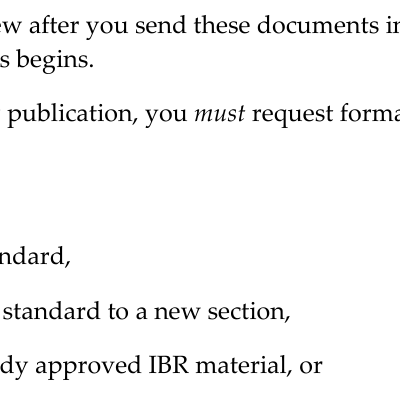 ew after you send these documents in
s begins.
publication, you must request forma
ndard,
standard to a new section,
dy approved IBR material, or